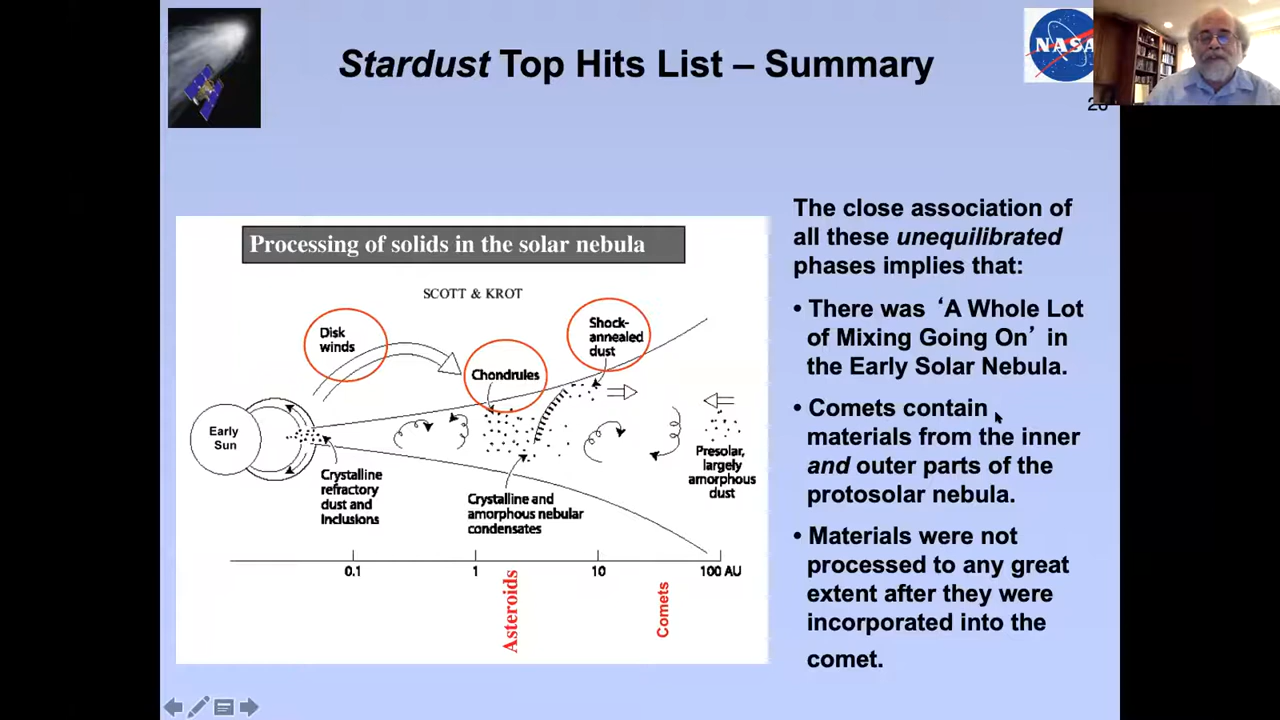 Stardust Top Hits List – Summary
NASA
Processing of solids in the solar nebula
SCOTT & KROT
Disk
winds
Chondrules
Shock-
annealed
dust
Early
Sun
Crystalline
refractory
dust and
Inclusions
Crystalline and
amorphous nebular
condensates
Presolar,
largely
amorphous
dust
0.1
1
10
100 AU
Asteroids
Comets
The close association of
all these unequilibrated
phases implies that:
• There was ‘A Whole Lot
of Mixing Going On’ in
the Early Solar Nebula.
• Comets contain
materials from the inner
and outer parts of the
protosolar nebula.
• Materials were not
processed to any great
extent after they were
incorporated into the
comet.